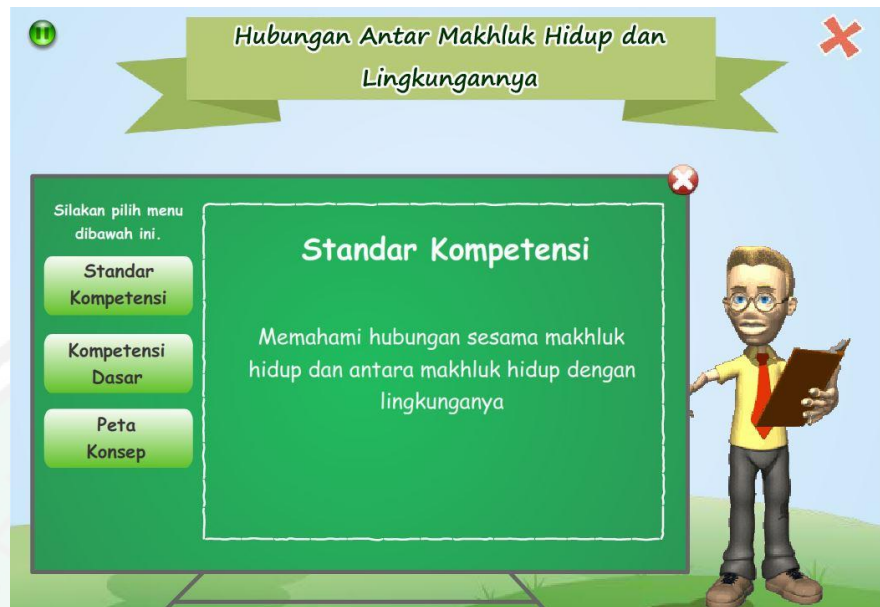 Hubungan Antar Makhluk Hidup dan
Lingkungannya
Silakan pilih menu
dibawah ini.
Standar
Kompetensi
Kompetensi
Dasar
Peta
Konsep
Standar Kompetensi
Memahami hubungan sesama makhluk
hidup dan antara makhluk hidup dengan
lingkunganya